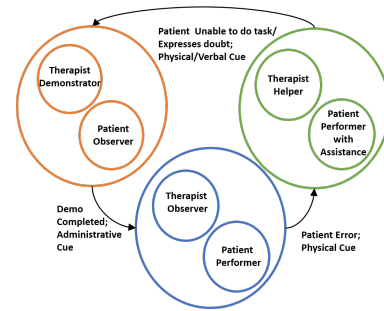 Patient Unable to do task/
Expresses doubt;
Physical/Verbal Cue
Therapist
Demonstrator
Patient
Observer
Therapist
Helper
Patient
Performer
with
Assistance
Demo
Completed;
Administrative
Cue
Therapist
Observer
Patient
Performer
Patient Error;
Physical Cue